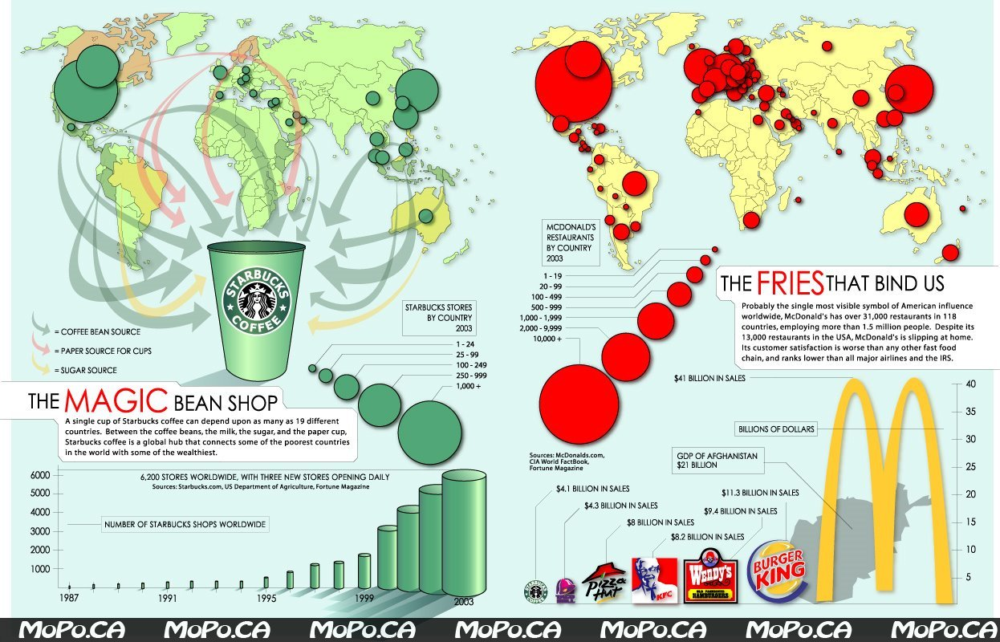 STARBUCKS
COFFEE
= COFFEE BEAN SOURCE
= PAPER SOURCE FOR CUPS
= SUGAR SOURCE
STARBUCKS STORES
BY COUNTRY
2003
1 - 24
25 - 99
100 - 249
250 - 999
1,000 +
THE MAGIC BEAN SHOP
A single cup of Starbucks coffee can depend upon as many as 19 different
countries. Between the coffee beans, the milk, the sugar, and the paper cup,
Starbucks coffee is a global hub that connects some of the poorest countries
in the world with some of the wealthiest.
6,200 STORES WORLDWIDE, WITH THREE NEW STORES OPENING DAILY
Sources: Starbucks.com, US Department of Agriculture, Fortune Magazine
NUMBER OF STARBUCKS SHOPS WORLDWIDE
6000
5000
4000
3000
2000
1000
1987
1991
1995
1999
2003
MCDONALD'S
RESTAURANTS
BY COUNTRY
2003
1 - 19
20 - 99
100 - 499
500 - 999
1,000 - 1,999
2,000 - 9,999
10,000 +
THE FRIES THAT BIND US
Probably the single most visible symbol of American influence
worldwide, McDonald's has over 31,000 restaurants in 118
countries, employing more than 1.5 million people. Despite its
13,000 restaurants in the USA, McDonald's is slipping at home.
Its customer satisfaction is worse than any other fast food
chain, and ranks lower than all major airlines and the IRS.
Sources: McDonalds.com,
CIA World FactBook,
Fortune Magazine
$41 BILLION IN SALES
BILLIONS OF DOLLARS
GDP OF AFGHANISTAN
$21 BILLION
$4.1 BILLION IN SALES
$4.3 BILLION IN SALES
$8 BILLION IN SALES
$8.2 BILLION IN SALES
$9.4 BILLION IN SALES
$11.3 BILLION IN SALES
40
35
30
25
20
15
10
5
STARBUCKS
COFFEE
TACO
BELL
Pizza
Hut
KFC
WENDY'S
OLD FASHIONED
HAMBURGERS
BURGER
KING
MoPo.CA MoPo.CA MoPo.CA MoPo.CA MoPo.CA MoPo.CA MoPo.CA